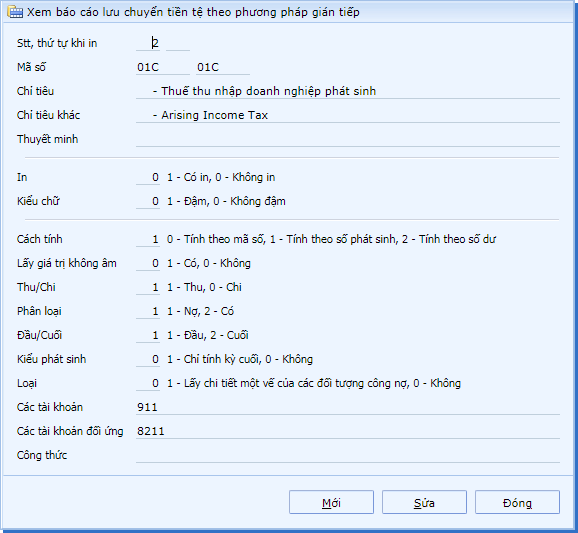 Xem báo cáo lưu chuyển tiền tệ theo phương pháp gián tiếp
Stt, thứ tự khi in 2
Mã số 01C 01C
Chỉ tiêu - Thuế thu nhập doanh nghiệp phát sinh
Chỉ tiêu khác - Arising Income Tax
Thuyết minh
In 0 1 - Có in, 0 - Không in
Kiểu chữ 0 1 - Đậm, 0 - Không đậm
Cách tính 1 0 - Tính theo mã số, 1 - Tính theo số phát sinh, 2 - Tính theo số dư
Lấy giá trị không âm 0 1 - Có, 0 - Không
Thu/Chi 1 1 - Thu, 0 - Chi
Phân loại 1 1 - Nợ, 2 - Có
Đầu/Cuối 1 1 - Đầu, 2 - Cuối
Kiểu phát sinh 0 1 - Chỉ tính kỳ cuối, 0 - Không
Loại 0 1 - Lấy chi tiết một vế của các đối tượng công nợ, 0 - Không
Các tài khoản 911
Các tài khoản đối ứng 8211
Công thức
Mới Sửa Đóng